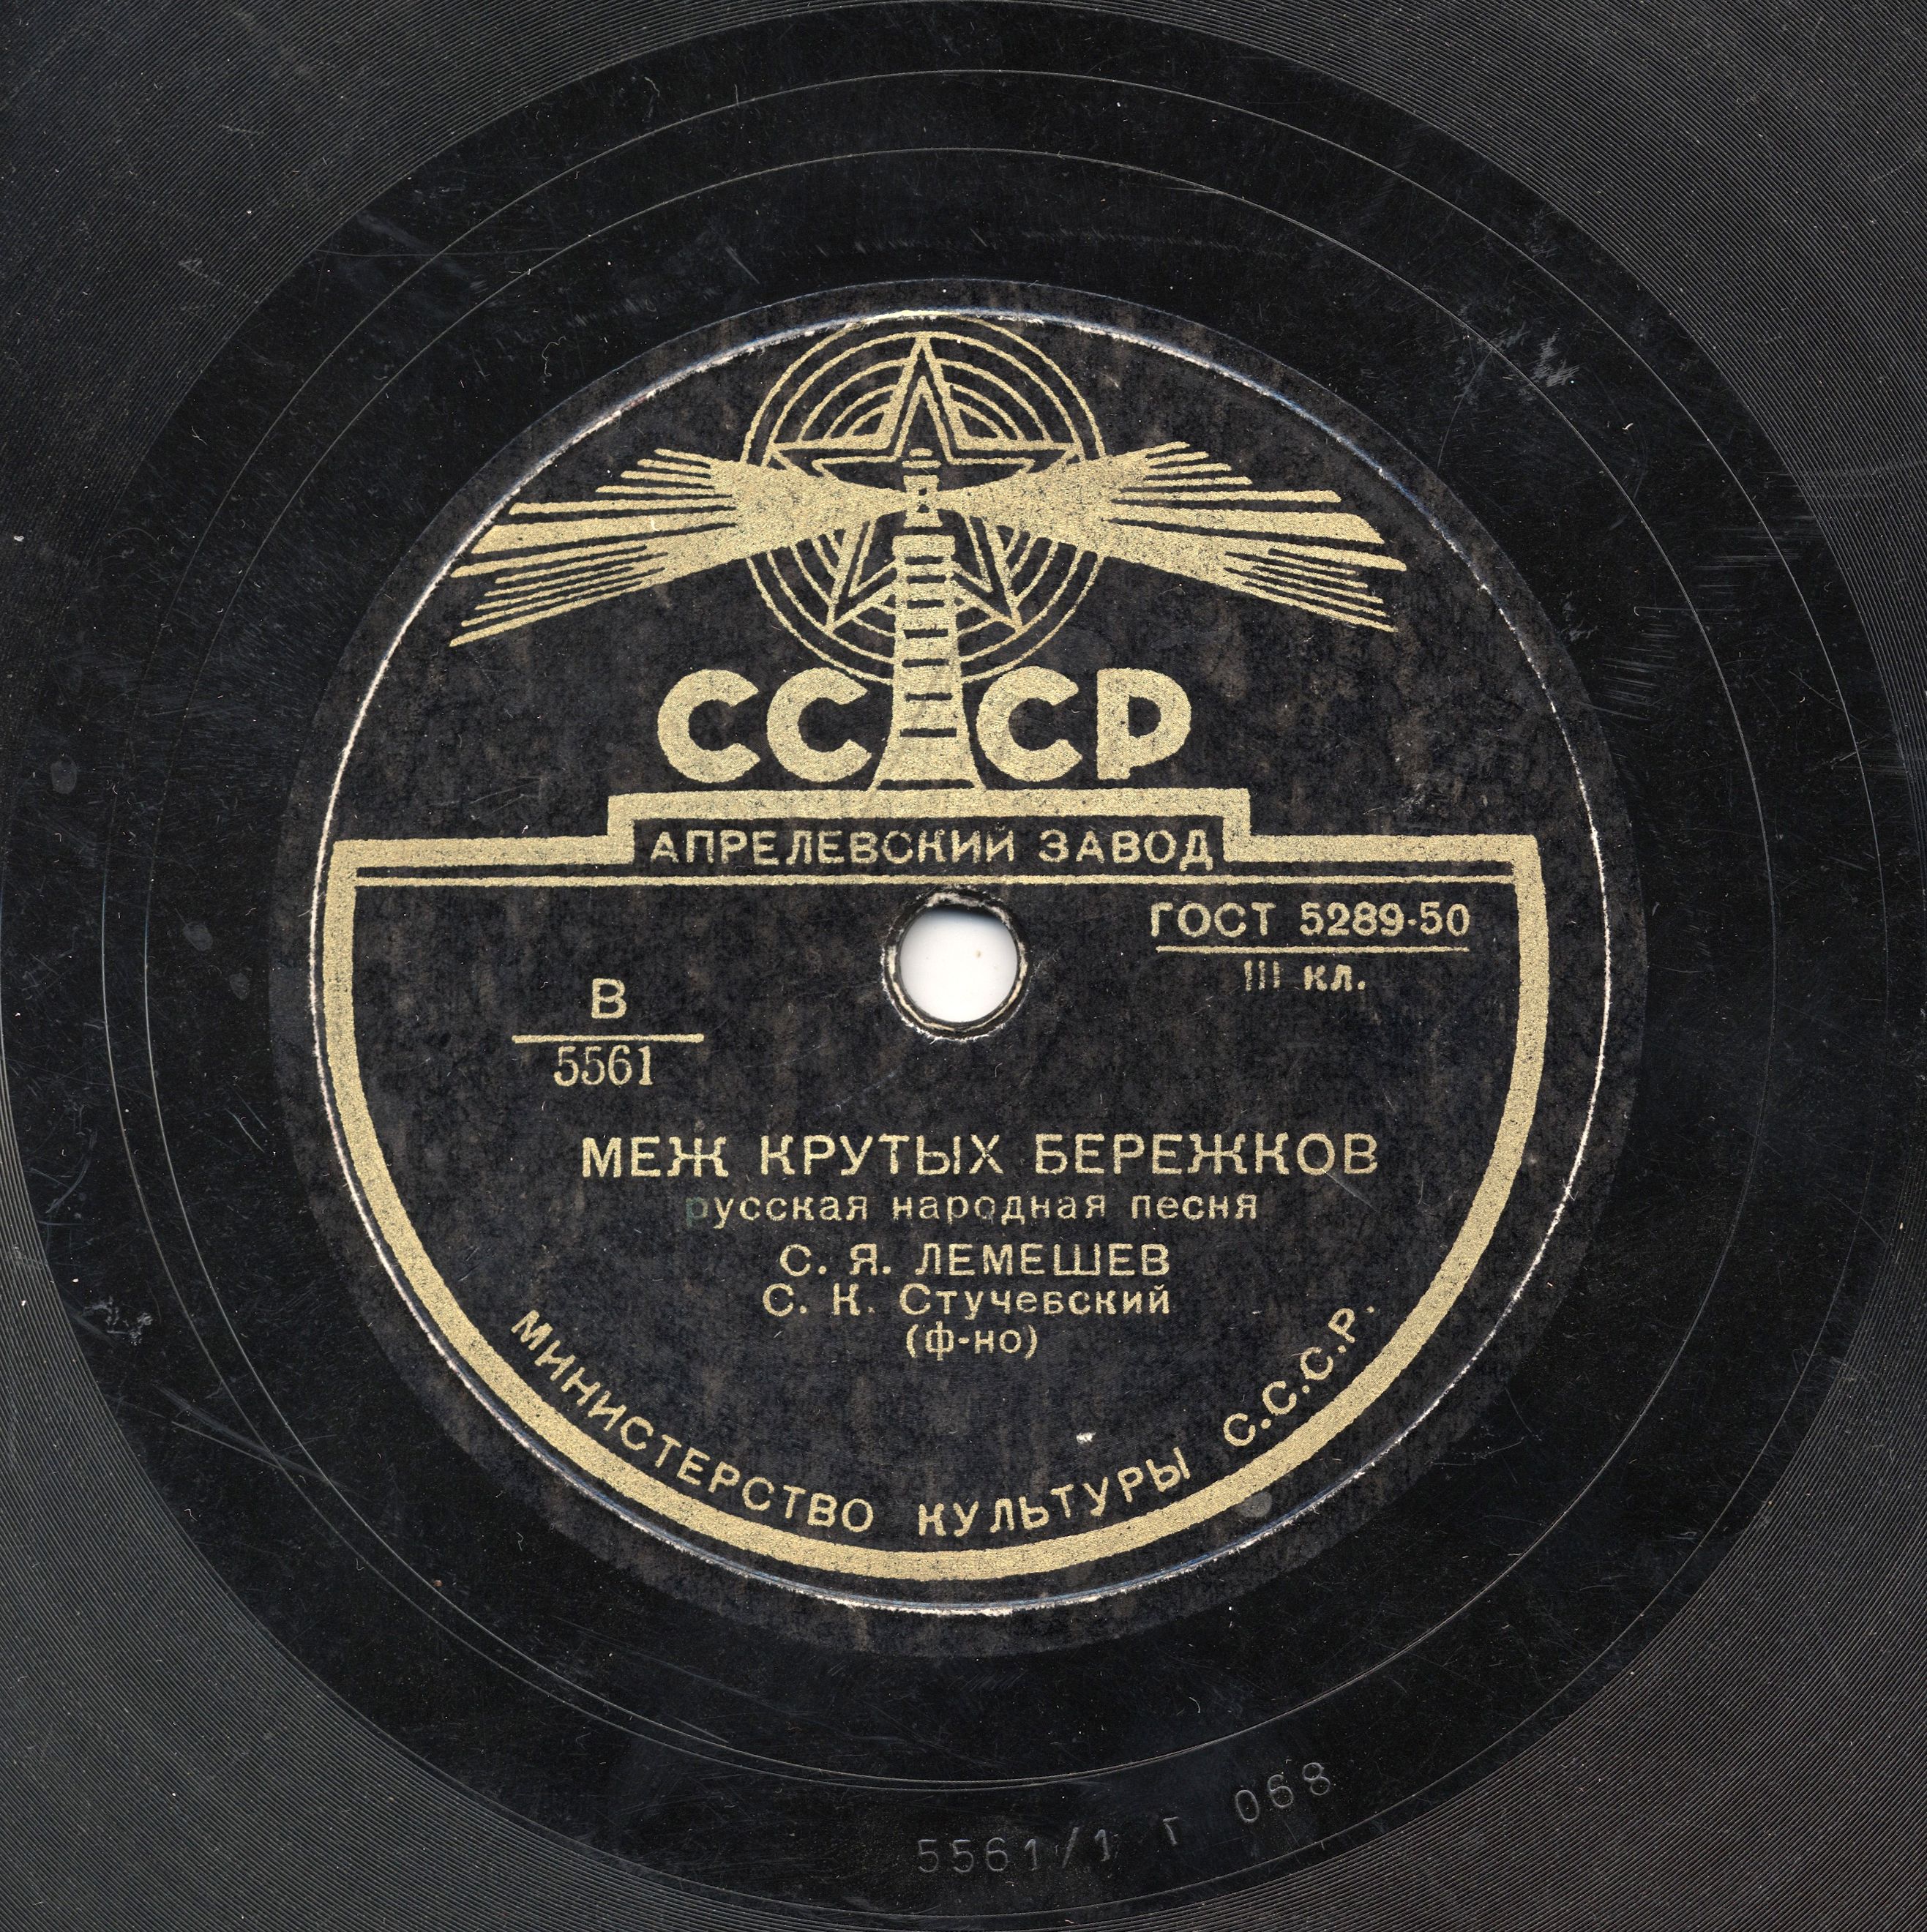 СССР
АПРЕЛЕВСКИЙ ЗАВОД
ГОСТ 5289-50
III кл.
В
5561
МЕЖ КРУТЫХ БЕРЕЖКОВ
русская народная песня
С. Я. ЛЕМЕШЕВ
С. К. Стучевский
(ф-но)
МИНИСТЕРСТВО КУЛЬТУРЫ С.С.С.Р.
5561/1 Г 068